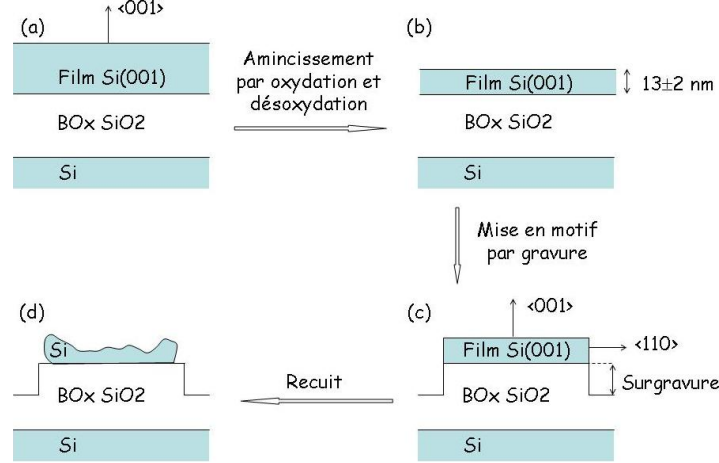 (a)
<001>
Film Si(001)
BOx SiO2
Si
Amincissement
par oxydation et
désoxydation
(b)
Film Si(001)
13±2 nm
BOx SiO2
Si
Mise en motif
par gravure
(c)
<001>
Film Si(001)
<110>
BOx SiO2
Surgravure
Si
Recuit
(d)
Si
BOx SiO2
Si